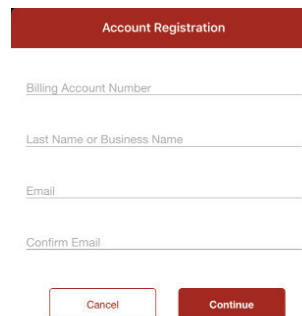 Account Registration
Billing Account Number
Last Name or Business Name
Email
Confirm Email
Cancel Continue